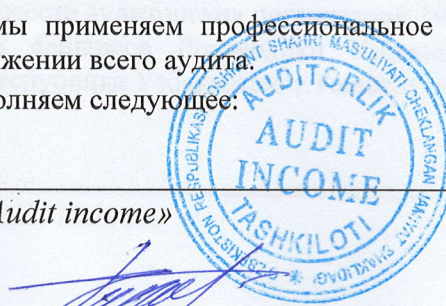 мы применяем профессиональное
жении всего аудита.
олняем следующее:
Audit income»
O'ZBEKISTON RESPUBLIKASI TOSHKENT SHAHRI MAS'ULIYATI CHEKLANGAN JAMIYAT SHAKLIDAGI
AUDITORLIK
AUDIT
INCOME
TASHKILOTI